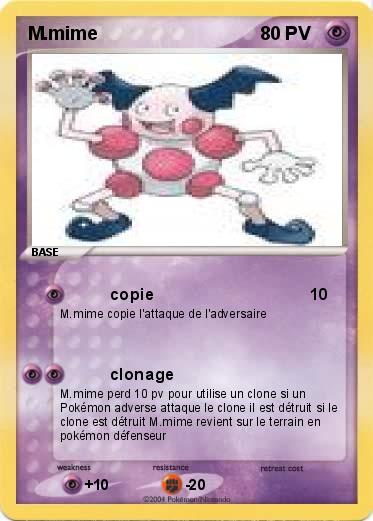 M.mime 80 PV
BASE
copie 10
M.mime copie l'attaque de l'adversaire
clonage
M.mime perd 10 pv pour utilise un clone si un
Pokémon adverse attaque le clone il est détruit si le
clone est détruit M.mime revient sur le terrain en
pokémon défenseur
weakness resistance retreat cost
+10 -20
©2004 Pokémon/Nintendo